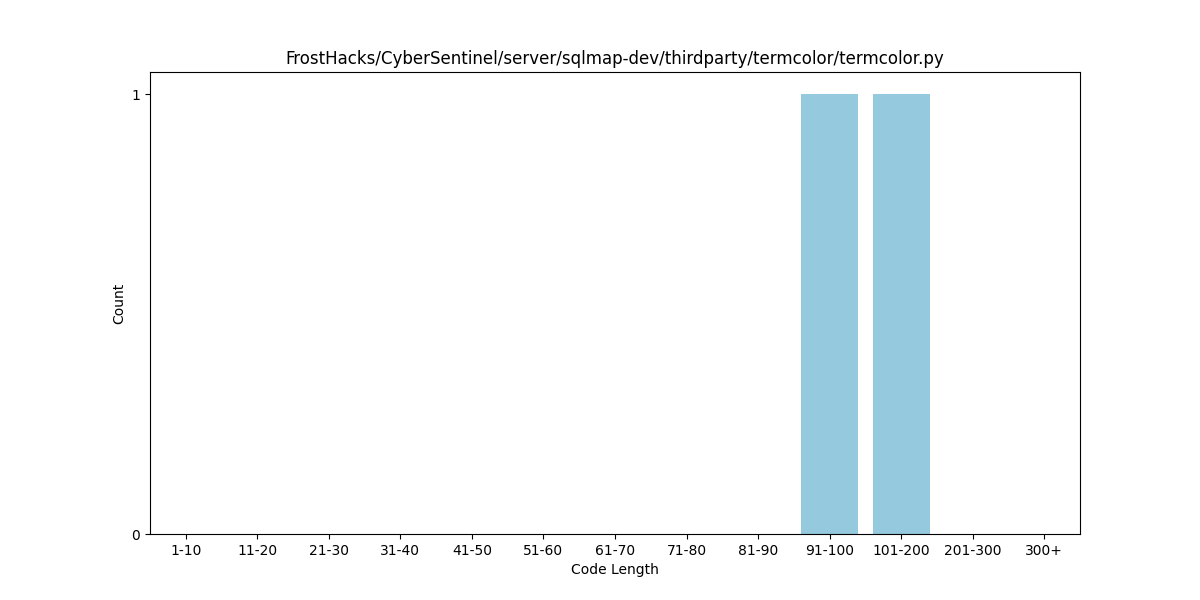 FrostHacks/CyberSentinel/server/sqlmap-dev/thirdparty/termcolor/termcolor.py
1
Count
0
1-10 11-20 21-30 31-40 41-50 51-60 61-70 71-80 81-90 91-100 101-200 201-300 300+
Code Length